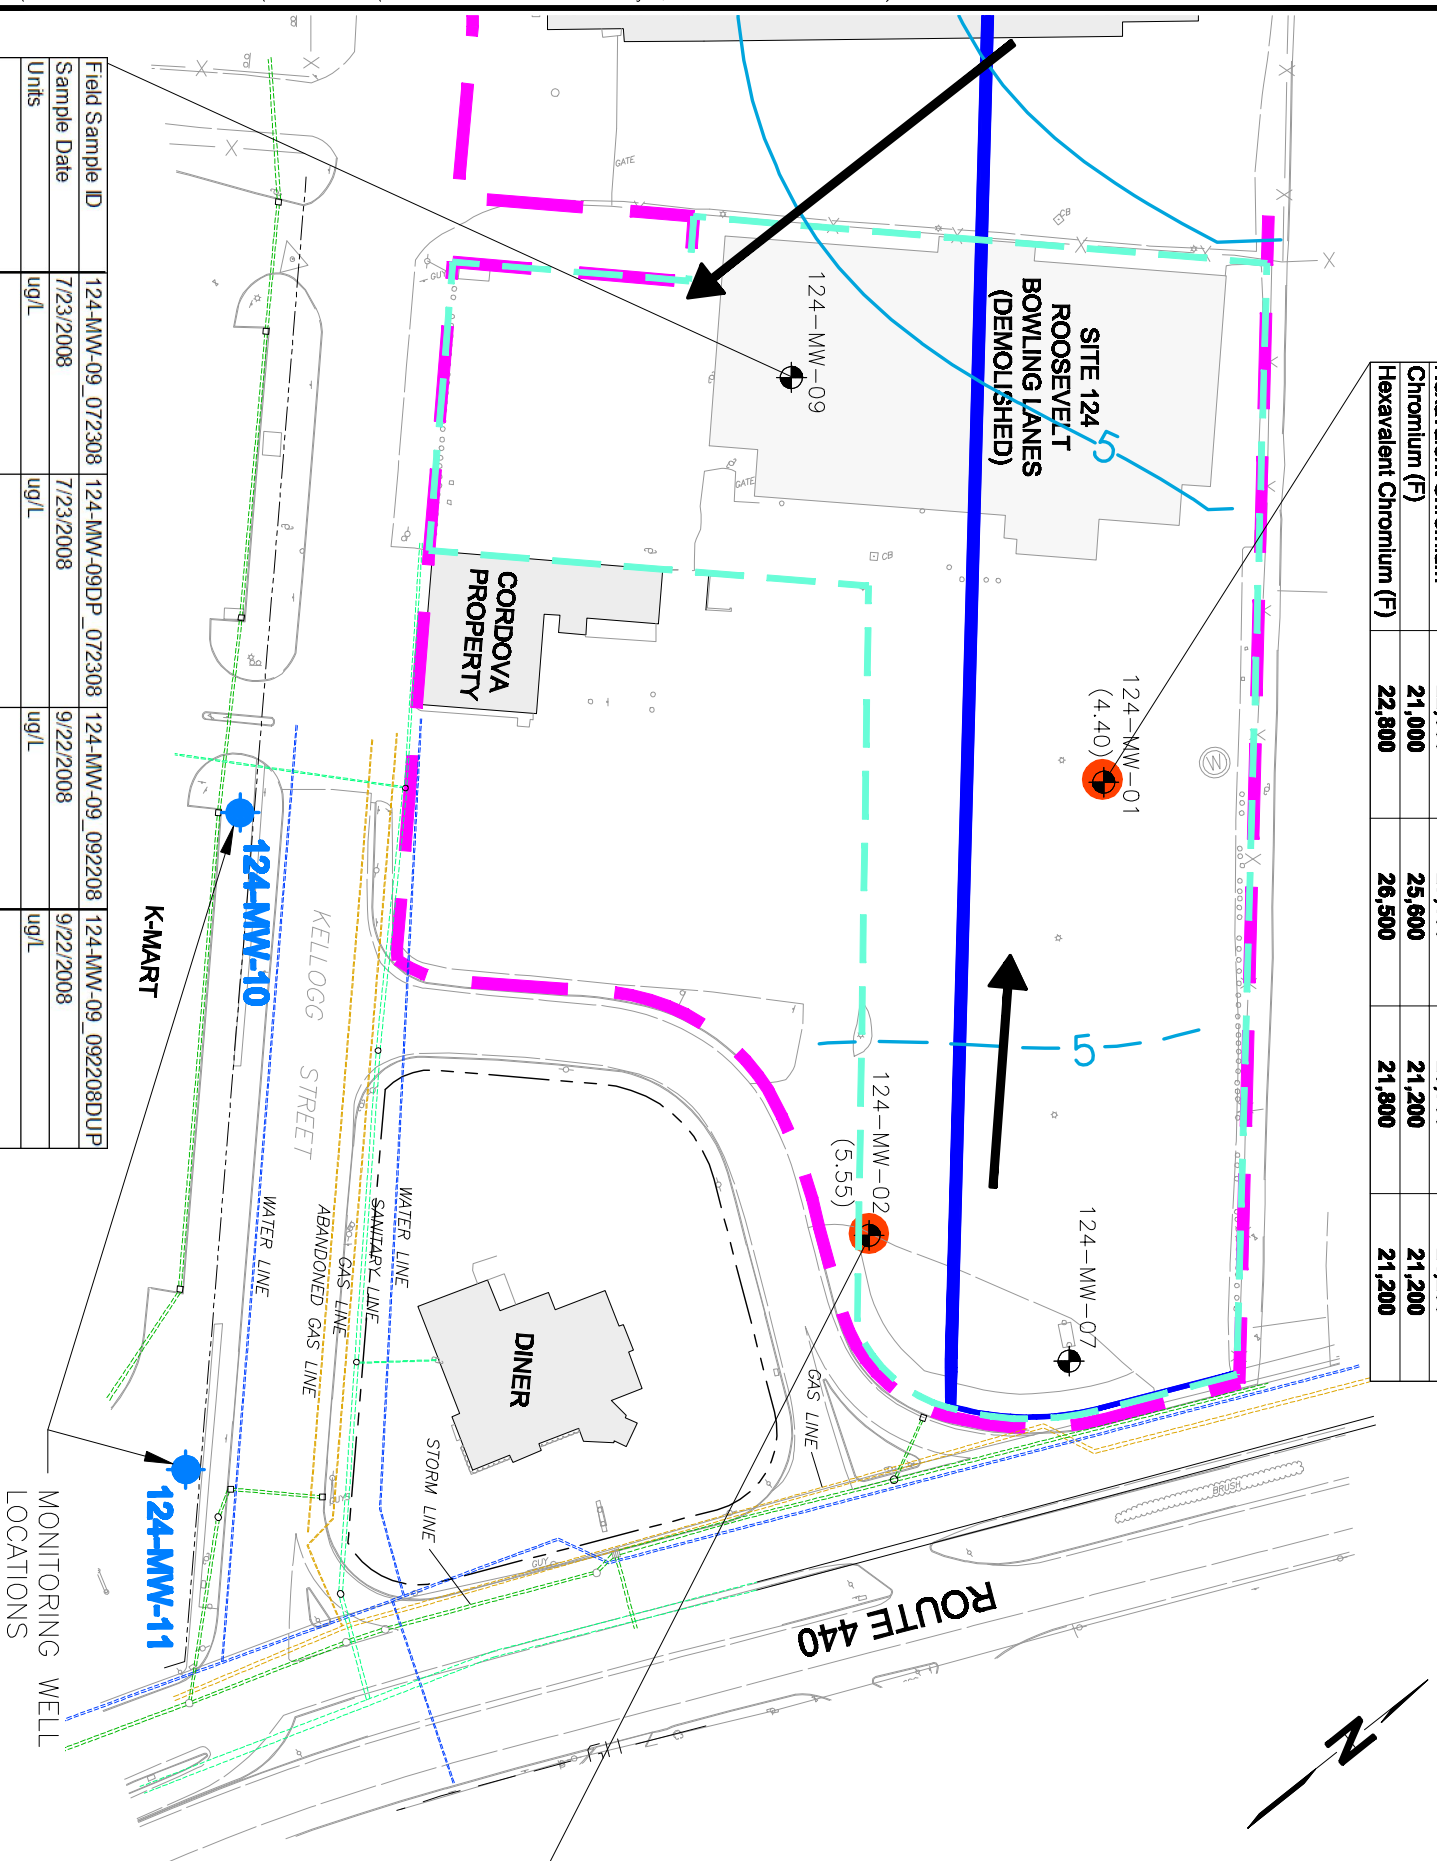 Chromium (F) 21,000 25,600 21,200 21,200
Hexavalent Chromium (F) 22,800 26,500 21,800 21,200
CB
GATE
SITE 124
ROOSEVELT
BOWLING LANES
(DEMOLISHED)
5
124-MW-09
GUY
GATE
CB
CORDOVA
PROPERTY
124-MW-01
(4.40)
5
124-MW-02
(5.55)
124-MW-07
Field Sample ID 124-MW-09_072308 124-MW-09DP_072308 124-MW-09_092208 124-MW-09_092208DUP
Sample Date 7/23/2008 7/23/2008 9/22/2008 9/22/2008
Units ug/L ug/L ug/L ug/L
124-MW-10
K-MART
KELLOGG STREET
WATER LINE
SANITARY LINE
GAS LINE
ABANDONED GAS LINE
WATER LINE
DINER
GAS LINE
STORM LINE
GUY
GUY
BRUSH
ROUTE 440
124-MW-11
MONITORING WELL
LOCATIONS
N